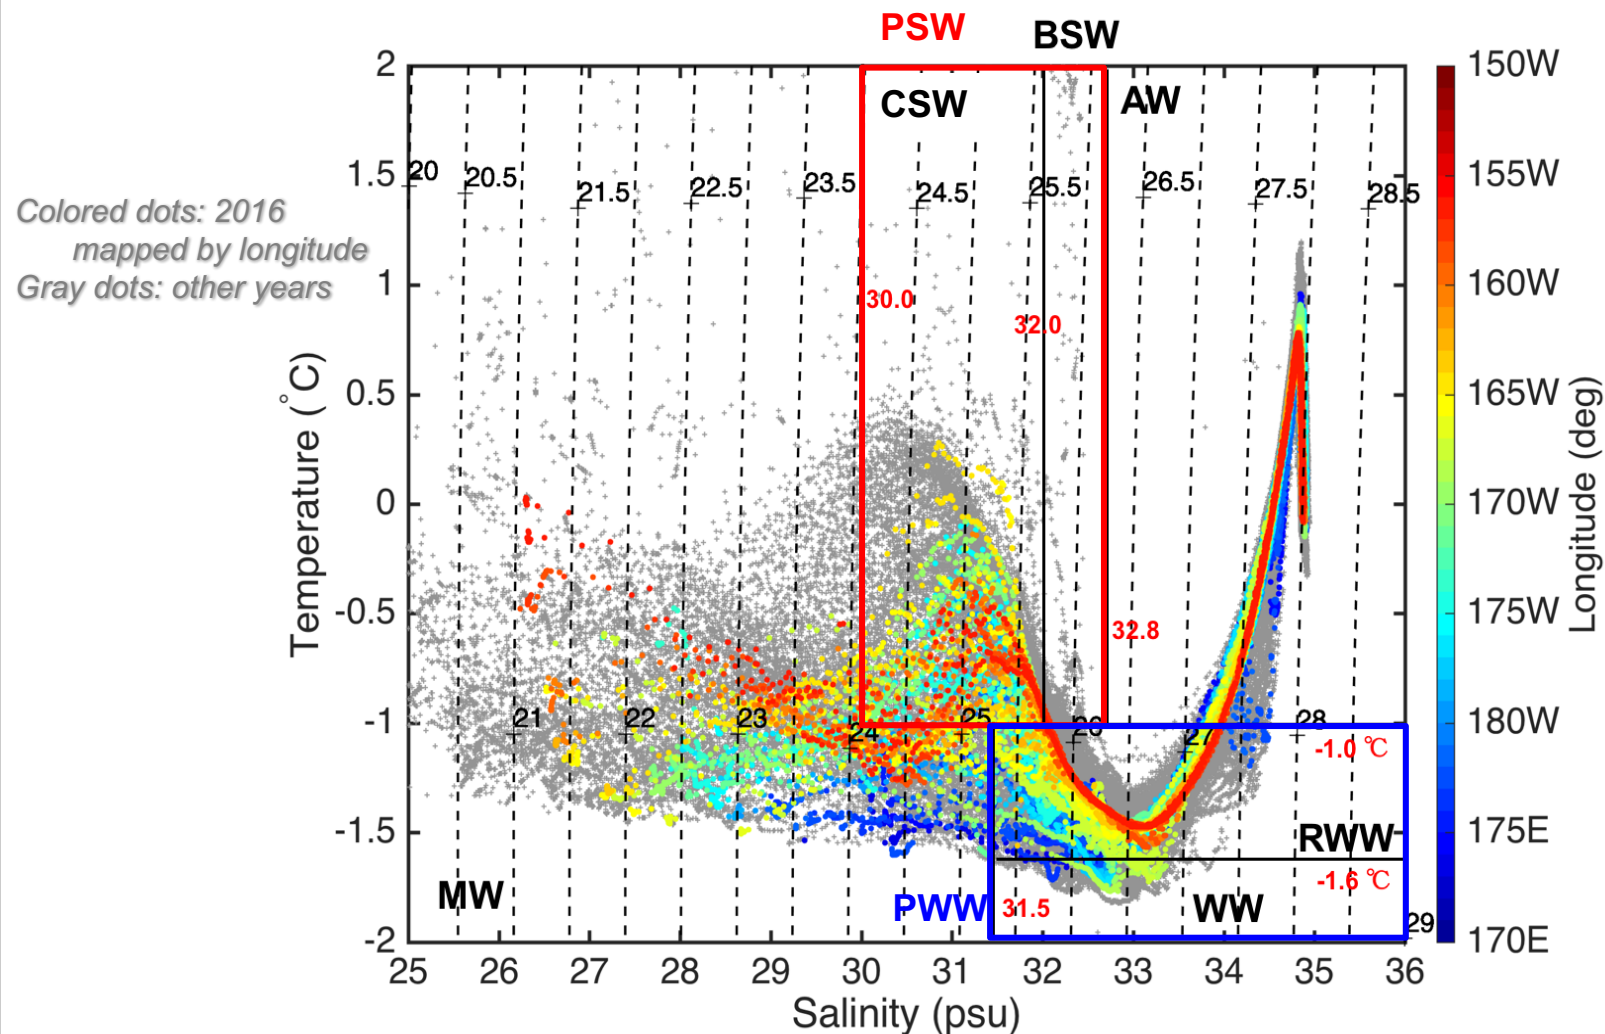 PSW
BSW
CSW
AW
2
1.5
1
0.5
0
-0.5
-1
-1.5
-2
20
20.5
21.5
22.5
23.5
24.5
25.5
26.5
27.5
28.5
Colored dots: 2016
mapped by longitude
Gray dots: other years
30.0
32.0
32.8
Temperature (°C)
21
22
23
24
25
26
27
28
-1.0 ℃
RWW
-1.6 ℃
MW
PWW
31.5
WW
29
25 26 27 28 29 30 31 32 33 34 35 36
Salinity (psu)
150W
155W
160W
165W
170W
175W
180W
175E
170E
Longitude (deg)